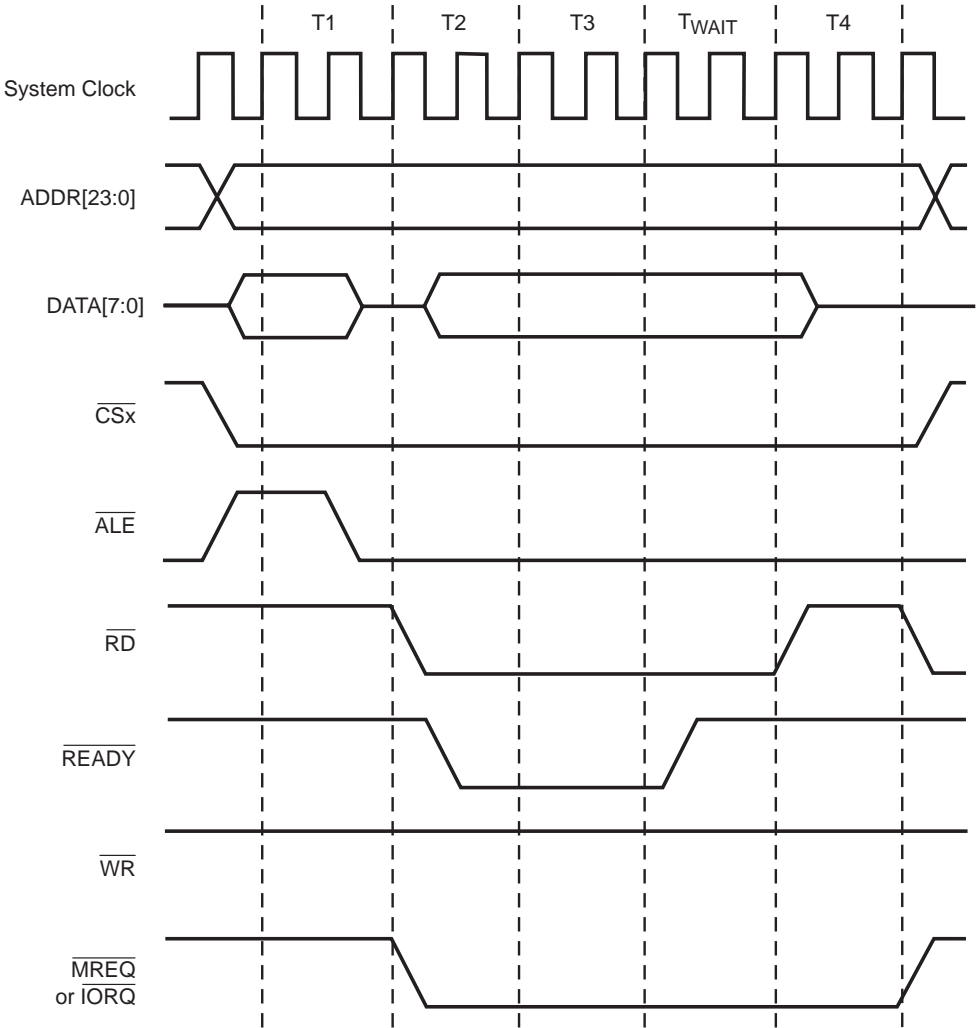 T1 T2 T3 TWAIT T4
System Clock
ADDR[23:0]
DATA[7:0]
CSx
ALE
RD
READY
WR
MREQ
or IORQ